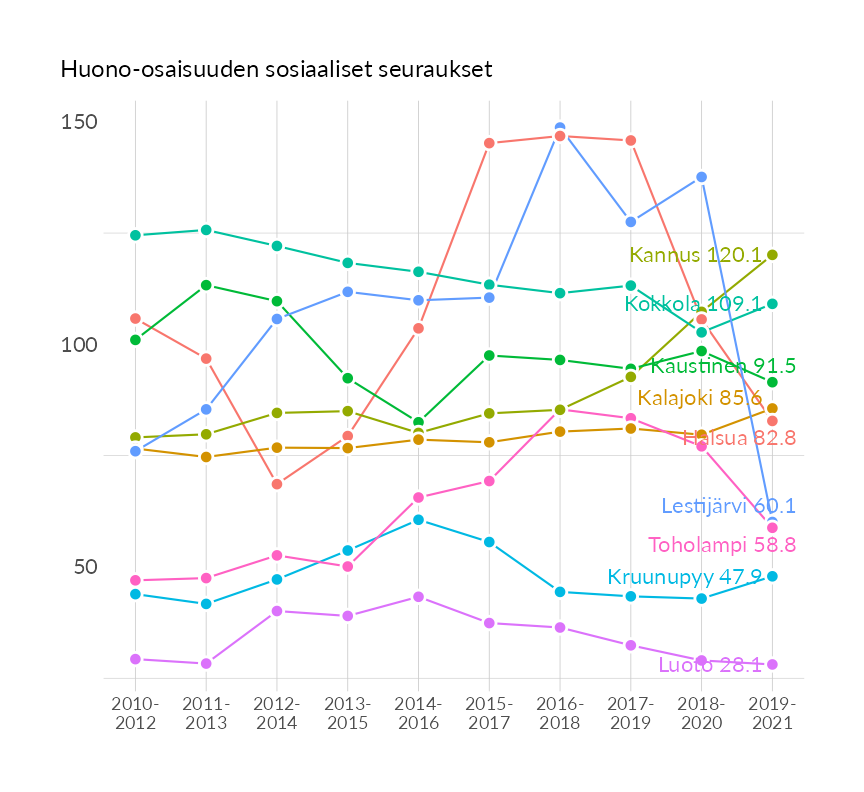 Huono-osaisuuden sosiaaliset seuraukset
150
100
50
Kannus 120.1
Kokkola 109.1
Kaustinen 91.5
Kalajoki 85.6
Halsua 82.8
Lestijärvi 60.1
Toholampi 58.8
Kruunupyy 47.9
Luoto 28.1
2010-
2012
2011-
2013
2012-
2014
2013-
2015
2014-
2016
2015-
2017
2016-
2018
2017-
2019
2018-
2020
2019-
2021